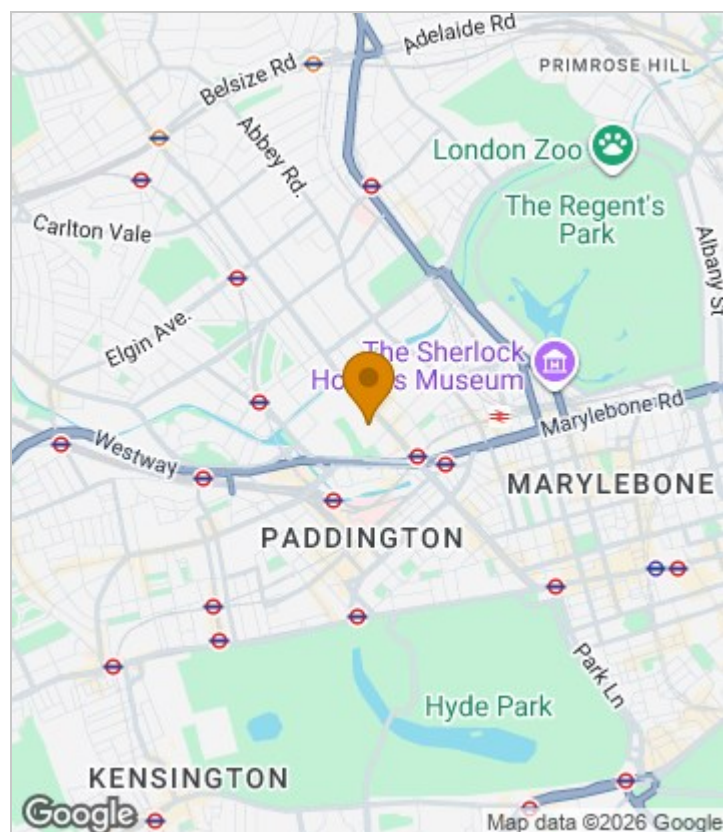 Adelaide Rd
PRIMROSE HILL
Belsize Rd
Abbey Rd.
London Zoo
The Regent's
Park
Carlton Vale
Albany St
Elgin Ave.
The Sherlock
Museum
Marylebone Rd
Westway
MARYLEBONE
PADDINGTON
Park Ln
Hyde Park
KENSINGTON
Google
Map data ©2026 Google